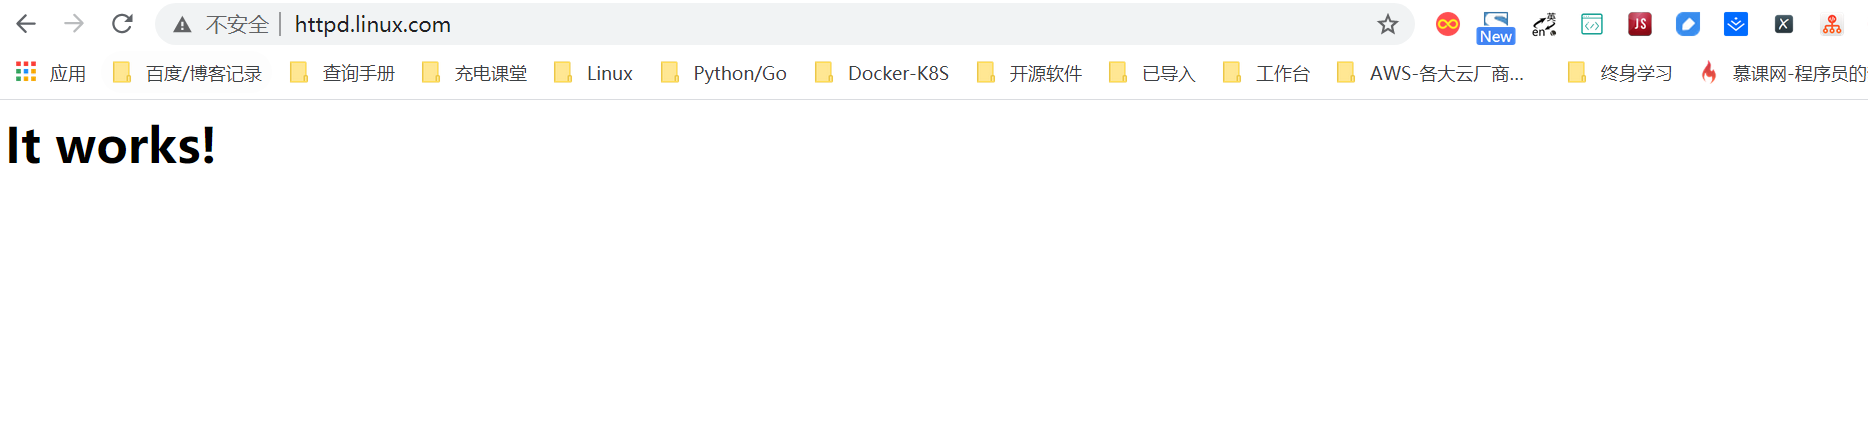 不安全 httpd.linux.com
New 英 en JS X
应用 百度/博客记录 查询手册 充电课堂 Linux Python/Go Docker-K8S 开源软件 已导入 工作台 AWS-各大云厂商... 终身学习 慕课网-程序员的
It works!